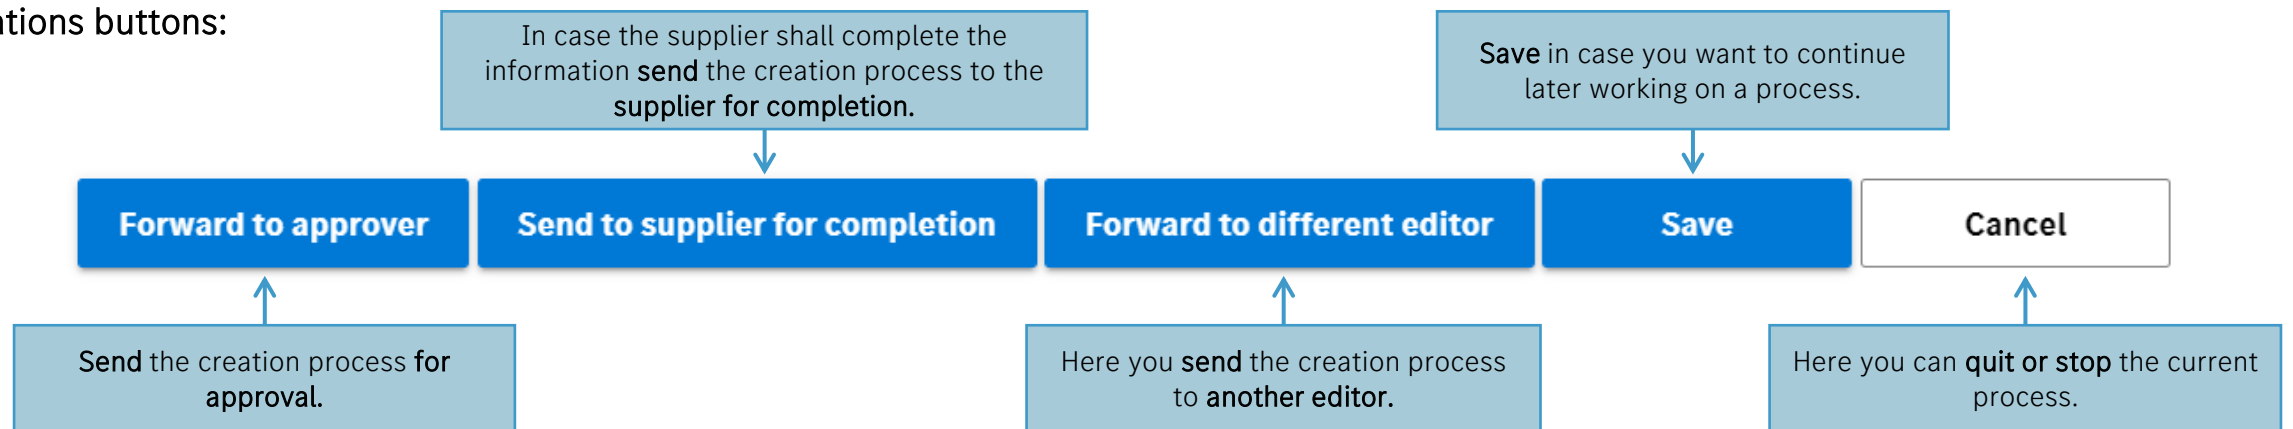 ations buttons:
In case the supplier shall complete the
information send the creation process to the
supplier for completion.
Save in case you want to continue
later working on a process.
Forward to approver
Send to supplier for completion
Forward to different editor
Save
Cancel
Send the creation process for
approval.
Here you send the creation process
to another editor.
Here you can quit or stop the current
process.